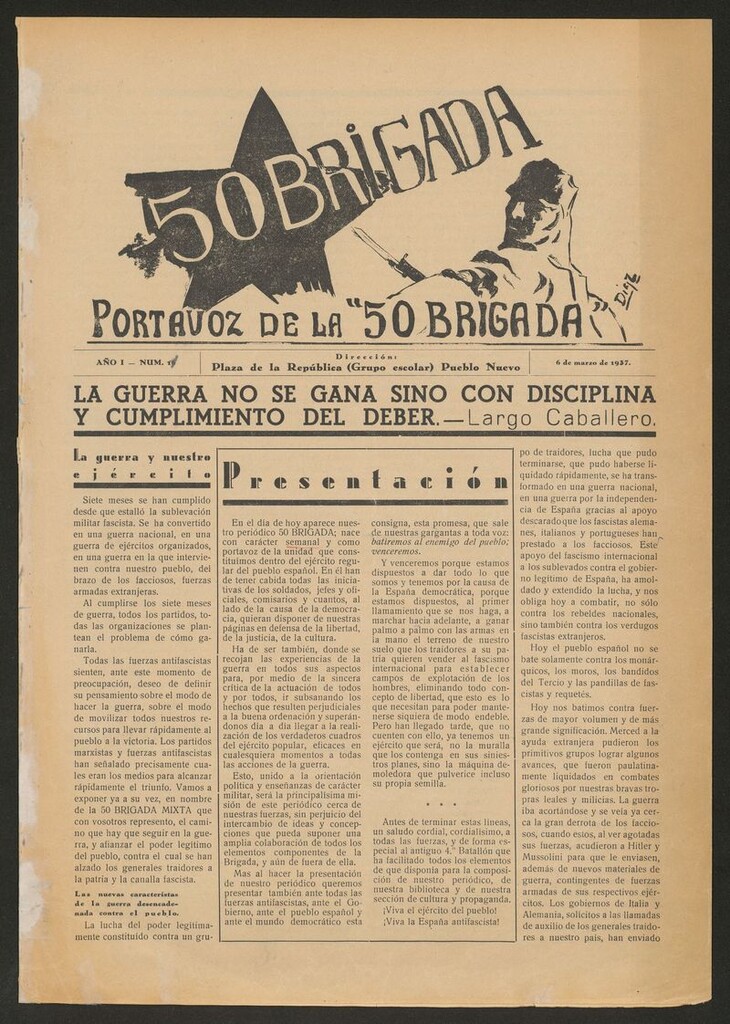 50 BRIGADA
Diaz
PORTAVOZ DE LA "50 BRIGADA"
AÑO I — NUM. 1
Dirección:
Plaza de la República (Grupo escolar) Pueblo Nuevo
6 de marzo de 1937.
LA GUERRA NO SE GANA SINO CON DISCIPLINA
Y CUMPLIMIENTO DEL DEBER.—Largo Caballero.
La guerra y nuestro
ejército
Siete meses se han cumplido
desde que estalló la sublevación
militar fascista. Se ha convertido
en una guerra nacional, en una
guerra de ejércitos organizados,
en una guerra en la que intervie-
nen contra nuestro pueblo, del
brazo de los facciosos, fuerzas
armadas extranjeras.
Al cumplirse los siete meses
de guerra, todos los partidos, to-
das las organizaciones se plan-
tean el problema de cómo ga-
narla.
Todas las fuerzas antifascistas
sienten, ante este momento de
preocupación, deseo de definir
su pensamiento sobre el modo de
hacer la guerra, sobre el modo
de movilizar todos nuestros re-
cursos para llevar rápidamente al
pueblo a la victoria. Los partidos
marxistas y fuerzas antifascistas
han señalado precisamente cua-
les eran los medios para alcanzar
rápidamente el triunfo. Vamos a
exponer ya a su vez, en nombre
de la 50 BRIGADA MIXTA que
con vosotros represento, el cami-
no que hay que seguir en la gue-
rra, y afianzar el poder legítimo
del pueblo, contra el cual se han
alzado los generales traidores a
la patria y la canalla fascista.
Las nuevas características
de la guerra desencade-
nada contra el pueblo.
La lucha del poder legítima-
mente constituído contra un gru-
Presentación
En el día de hoy aparece nues-
tro periódico 50 BRIGADA; nace
con carácter semanal y como
portavoz de la unidad que cons-
tituímos dentro del ejército regu-
lar del pueblo español. En él han
de tener cabida todas las inicia-
tivas de los soldados, jefes y ofi-
ciales, comisarios y cuantos, al
lado de la causa de la democra-
cia, quieran disponer de nuestras
páginas en defensa de la libertad,
de la justicia, de la cultura.
Ha de ser también, donde se
recojan las experiencias de la
guerra en todos sus aspectos
para, por medio de la sincera
crítica de la actuación de todos
y por todos, ir subsanando los
hechos que resulten perjudiciales
a la buena ordenación y superán-
donos día a día llegar a la reali-
zación de los verdaderos cuadros
del ejército popular, eficaces en
cualesquiera momentos a todas
las acciones de la guerra.
Esto, unido a la orientación
política y enseñanzas de carácter
militar, será la principalísima mi-
sión de este periódico cerca de
nuestras fuerzas, sin perjuicio del
intercambio de ideas y concep-
ciones que pueda suponer una
amplia colaboración de todos los
elementos componentes de la
Brigada, y aún de fuera de ella.
Mas al hacer la presentación
de nuestro periódico queremos
presentar también ante todas las
fuerzas antifascistas, ante el Go-
bierno, ante el pueblo español y
ante el mundo democrático esta
consigna, esta promesa, que sale
de nuestras gargantas a toda voz:
batiremos al enemigo del pueblo;
venceremos.
Y venceremos porque estamos
dispuestos a dar todo lo que
somos y tenemos por la causa de
la España democrática, porque
estamos dispuestos, al primer
llamamiento que se nos haga, a
marchar hacia adelante, a ganar
palmo a palmo con las armas en
la mano el terreno de nuestro
suelo que los traidores a su pa-
tria quieren vender al fascismo
internacional para establecer
campos de explotación de los
hombres, eliminando todo con-
cepto de libertad, que esto es lo
que necesitan para poder mante-
nerse siquiera de modo endeble.
Pero han llegado tarde, que no
cuenten con ello, ya tenemos un
ejército que será, no la muralla
que los contenga en sus sinies-
tros planes, sino la máquina de-
moledora que pulverice incluso
su propia semilla.
* * *
Antes de terminar estas líneas,
un saludo cordial, cordialísimo, a
todas las fuerzas, y de forma es-
pecial al antiguo 4.º Batallón que
ha facilitado todos los elementos
de que disponía para la composi-
ción de nuestro periódico, de
nuestra biblioteca y de nuestra
sección de cultura y propaganda.
¡Viva el ejército del pueblo!
¡Viva la España antifascista!
po de traidores, lucha que pudo
terminarse, que pudo haberse li-
quidado rápidamente, se ha trans-
formado en una guerra nacional,
en una guerra por la independen-
cia de España gracias al apoyo
descarado que los fascistas alema-
nes, italianos y portugueses han
prestado a los facciosos. Este
apoyo del fascismo internacional
a los sublevados contra el gobier-
no legítimo de España, ha amol-
dado y extendido la lucha, y nos
obliga hoy a combatir, no sólo
contra los rebeldes nacionales,
sino también contra los verdugos
fascistas extranjeros.
Hoy el pueblo español no se
bate solamente contra los monár-
quicos, los moros, los bandidos
del Tercio y las pandillas de fas-
cistas y requetés.
Hoy nos batimos contra fuer-
zas de mayor volumen y de más
grande significación. Merced a la
ayuda extranjera pudieron los
primitivos grupos lograr algunos
avances, que fueron paulatina-
mente liquidados en combates
gloriosos por nuestras bravas tro-
pas leales y milicias. La guerra
iba acortándose y se veía ya cer-
ca la gran derrota de los faccio-
sos, cuando estos, al ver agotadas
sus fuerzas, acudieron a Hitler y
Mussolini para que le enviasen,
además de nuevos materiales de
guerra, contingentes de fuerzas
armadas de sus respectivos ejér-
citos. Los gobiernos de Italia y
Alemania, solícitos a las llamadas
de auxilio de los generales traido-
res a nuestro país, han enviado